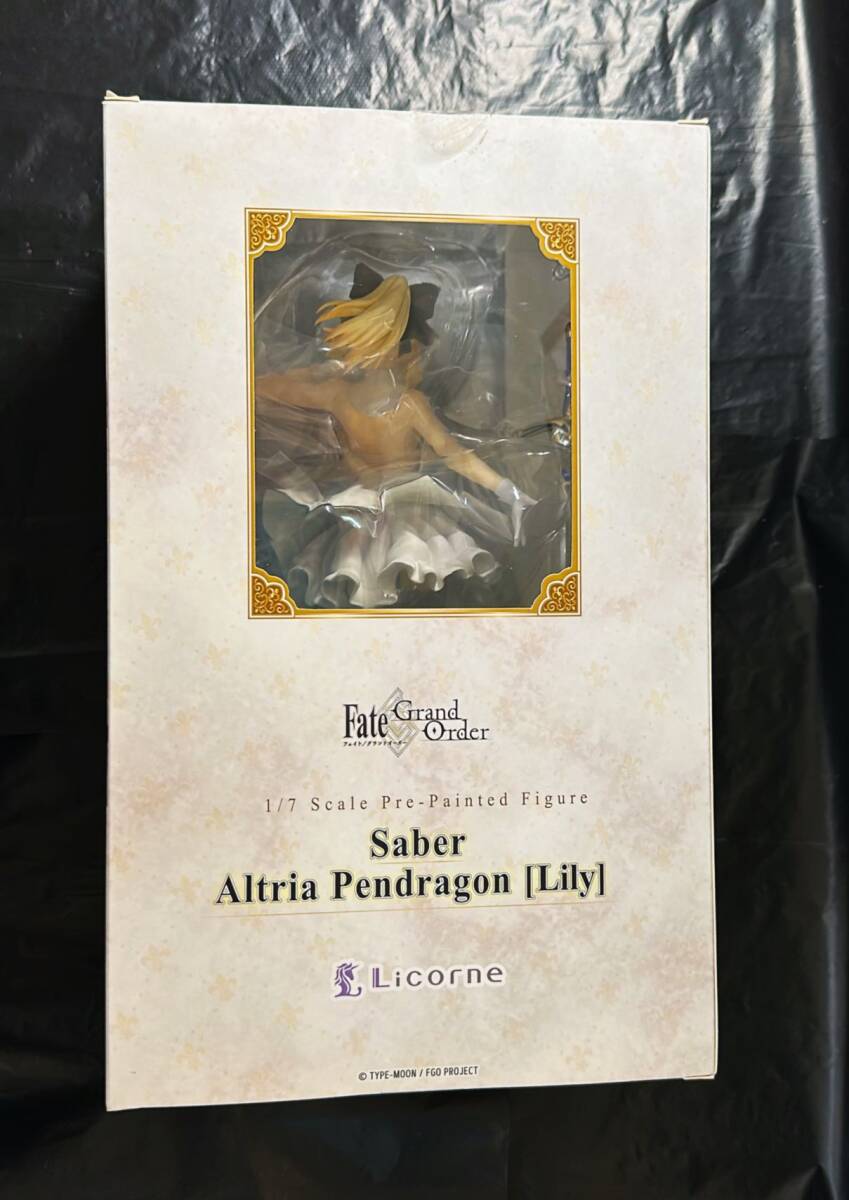 Fate Grand Order
フェイト/グランドオーダー
1/7 Scale Pre-Painted Figure
Saber
Altria Pendragon [Lily]
Licorne
© TYPE-MOON / FGO PROJECT